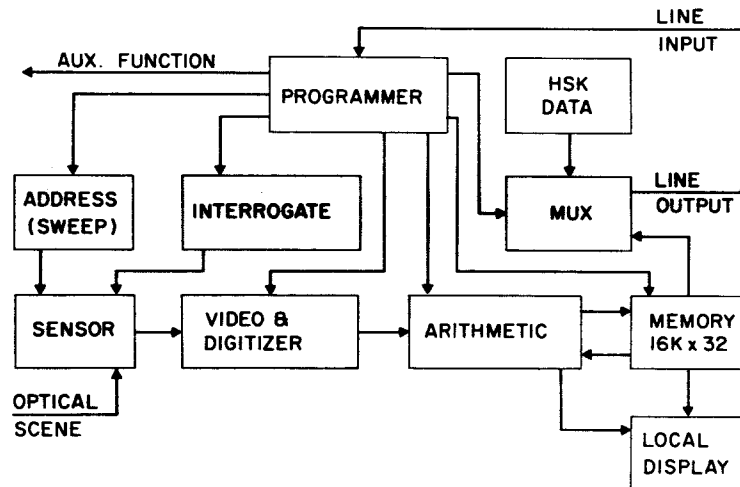 LINE
INPUT
AUX. FUNCTION
PROGRAMMER
HSK
DATA
ADDRESS
(SWEEP)
INTERROGATE
MUX
LINE
OUTPUT
SENSOR
VIDEO &
DIGITIZER
ARITHMETIC
MEMORY
16K x 32
OPTICAL
SCENE
LOCAL
DISPLAY